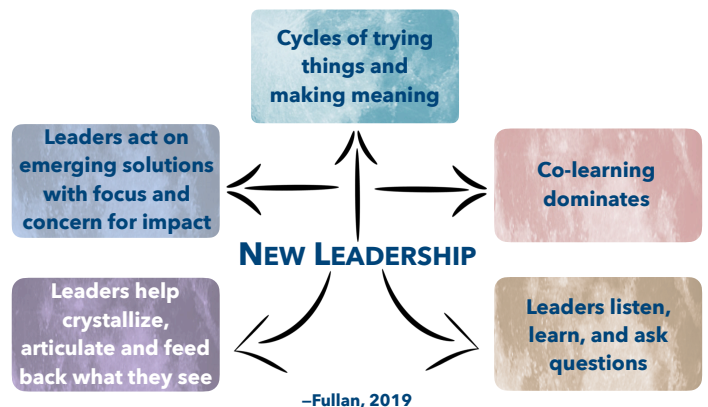 Cycles of trying
things and
making meaning
Leaders act on
emerging solutions
with focus and
concern for impact
Co-learning
dominates
NEW LEADERSHIP
Leaders help
crystallize,
articulate and feed
back what they see
Leaders listen,
learn, and ask
questions
–Fullan, 2019